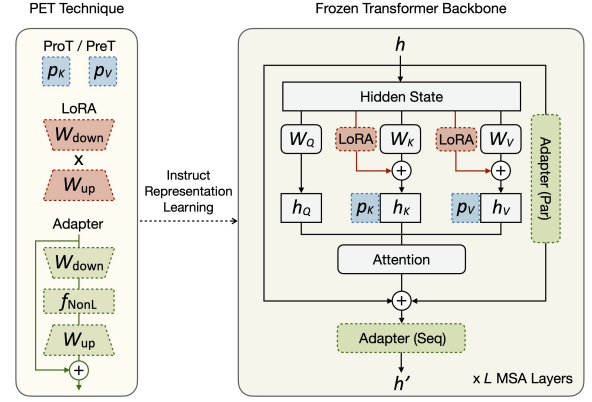 PET Technique
ProT / PreT
pK pV
LoRA
Wdown
x
Wup
Adapter
Wdown
fNonL
Wup
+
Instruct
Representation
Learning
Frozen Transformer Backbone
h
Hidden State
WQ LoRA WK LoRA WV
+ +
hQ pK hK pV hV
Adapter (Par)
Attention
+
Adapter (Seq)
h′
x L MSA Layers